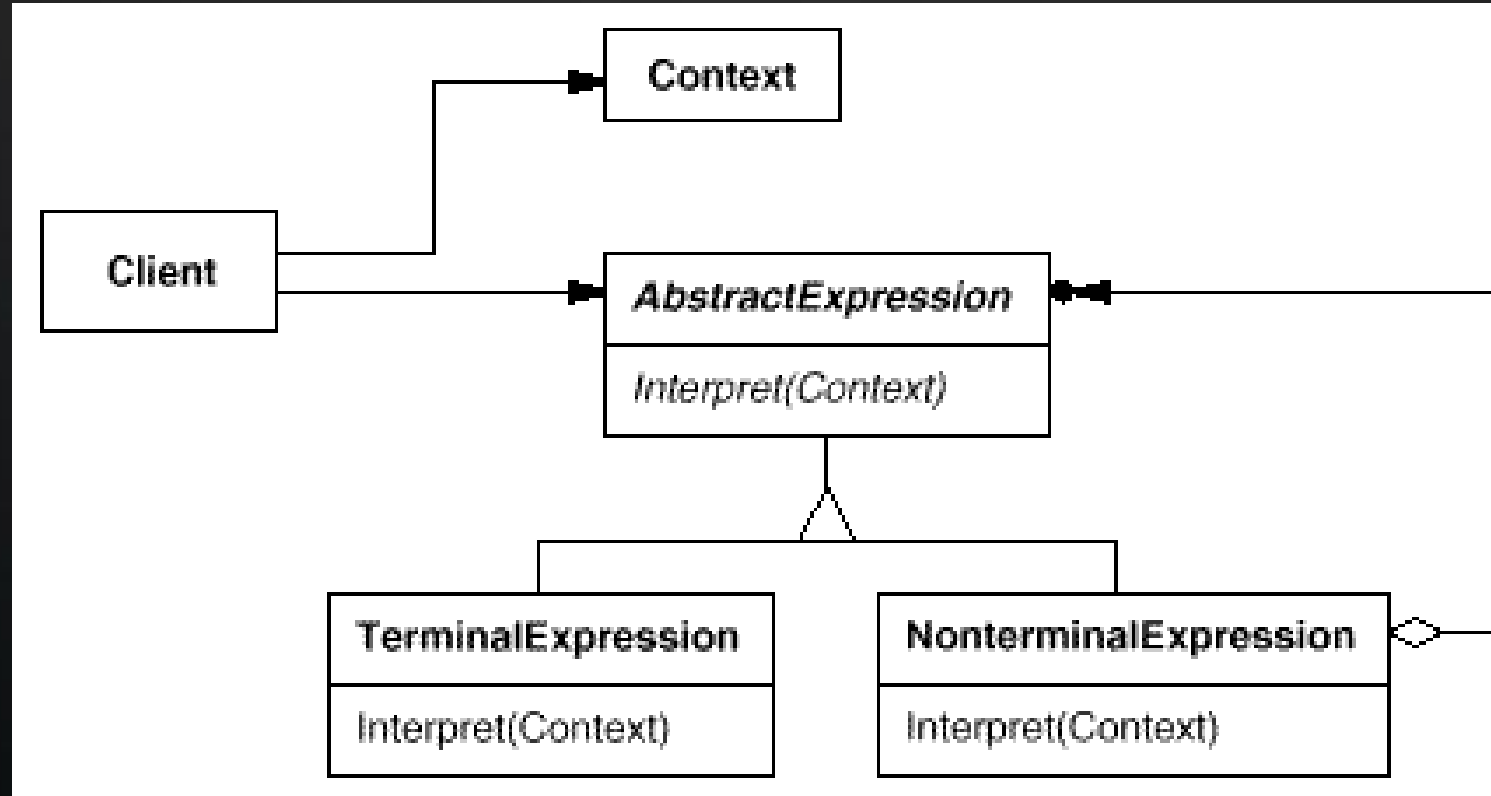 Context
Client
AbstractExpression
Interpret(Context)
TerminalExpression
NonterminalExpression
Interpret(Context)
Interpret(Context)